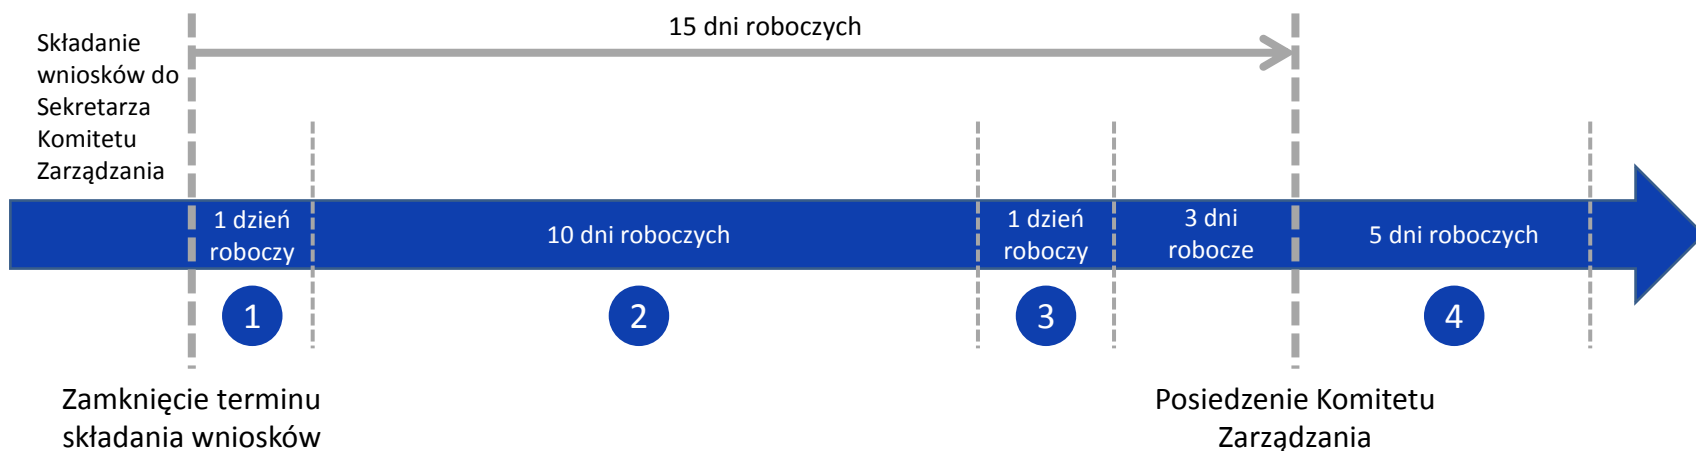 Składanie
wniosków do
Sekretarza
Komitetu
Zarządzania
15 dni roboczych
1 dzień
roboczy
10 dni roboczych
1 dzień
roboczy
3 dni
robocze
5 dni roboczych
1
2
3
4
Zamknięcie terminu
składania wniosków
Posiedzenie Komitetu
Zarządzania